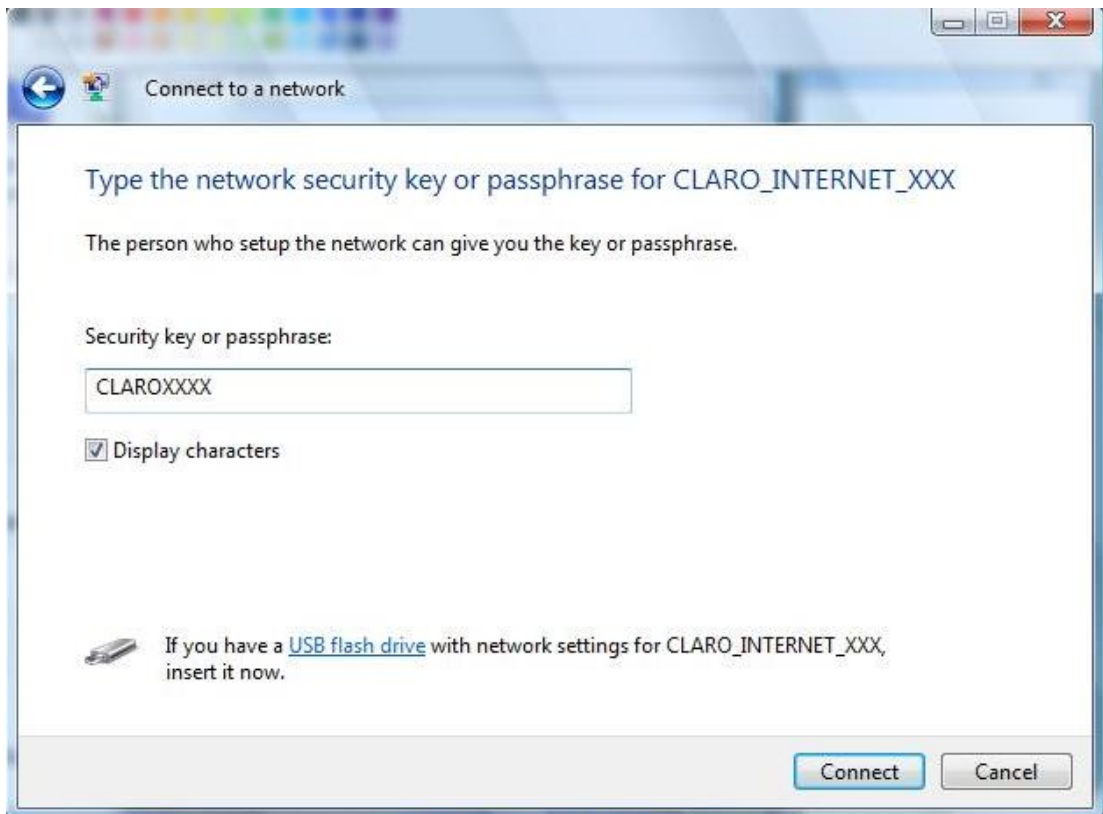 Connect to a network
Type the network security key or passphrase for CLARO_INTERNET_XXX
The person who setup the network can give you the key or passphrase.
Security key or passphrase:
CLAROXXXX
Display characters
If you have a USB flash drive with network settings for CLARO_INTERNET_XXX,
insert it now.
Connect Cancel